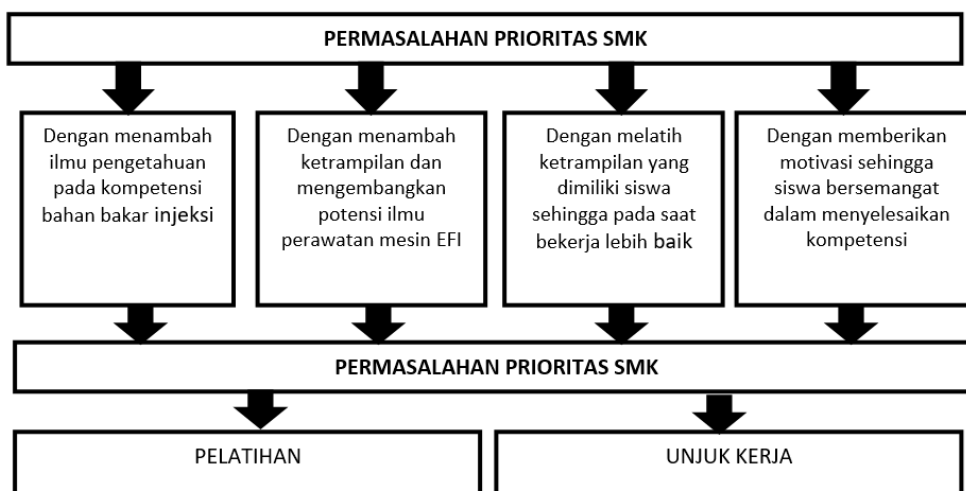 PERMASALAHAN PRIORITAS SMK
Dengan menambah
ilmu pengetahuan
pada kompetensi
bahan bakar injeksi
Dengan menambah
ketrampilan dan
mengembangkan
potensi ilmu
perawatan mesin EFI
Dengan melatih
ketrampilan yang
dimiliki siswa
sehingga pada saat
bekerja lebih baik
Dengan memberikan
motivasi sehingga
siswa bersemangat
dalam menyelesaikan
kompetensi
PERMASALAHAN PRIORITAS SMK
PELATIHAN
UNJUK KERJA